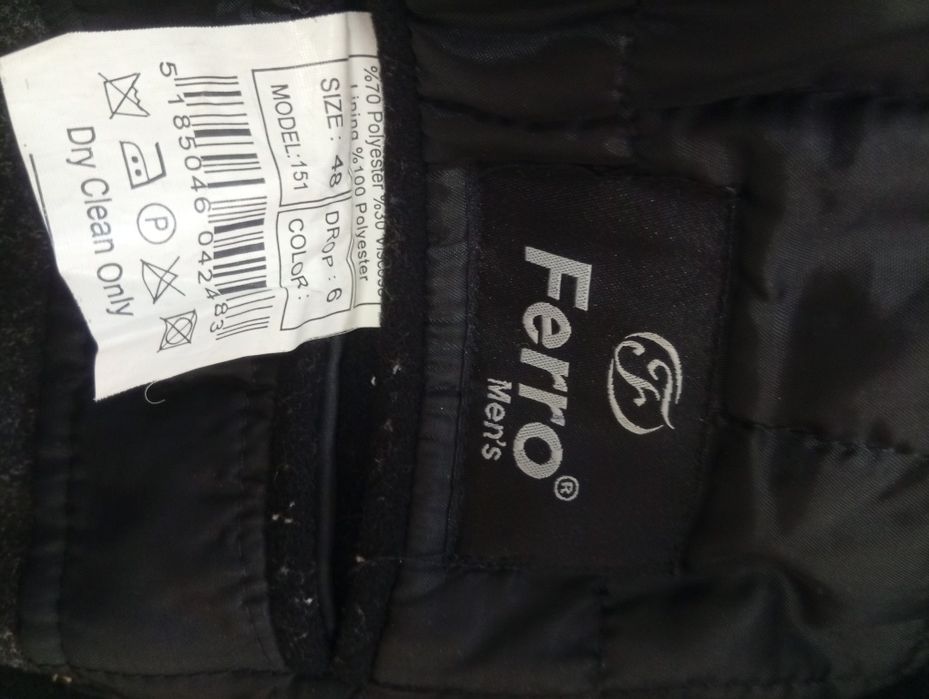 %70 Polyester %30 Viscose
Lining %100 Polyester
SIZE: 48 DROP: 6
MODEL:151 COLOR:
5 185046 042483
P
Dry Clean Only
Ferro®
Men's